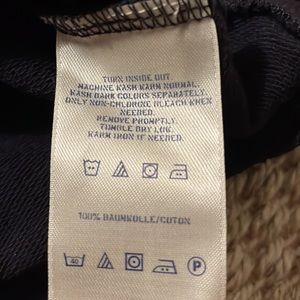 TURN INSIDE OUT.
MACHINE WASH WARM NORMAL.
WASH DARK COLORS SEPARATELY.
ONLY NON-CHLORINE BLEACH WHEN
NEEDED.
REMOVE PROMPTLY.
TUMBLE DRY LOW.
WARM IRON IF NEEDED.
100% BAUMWOLLE/COTON
40
P